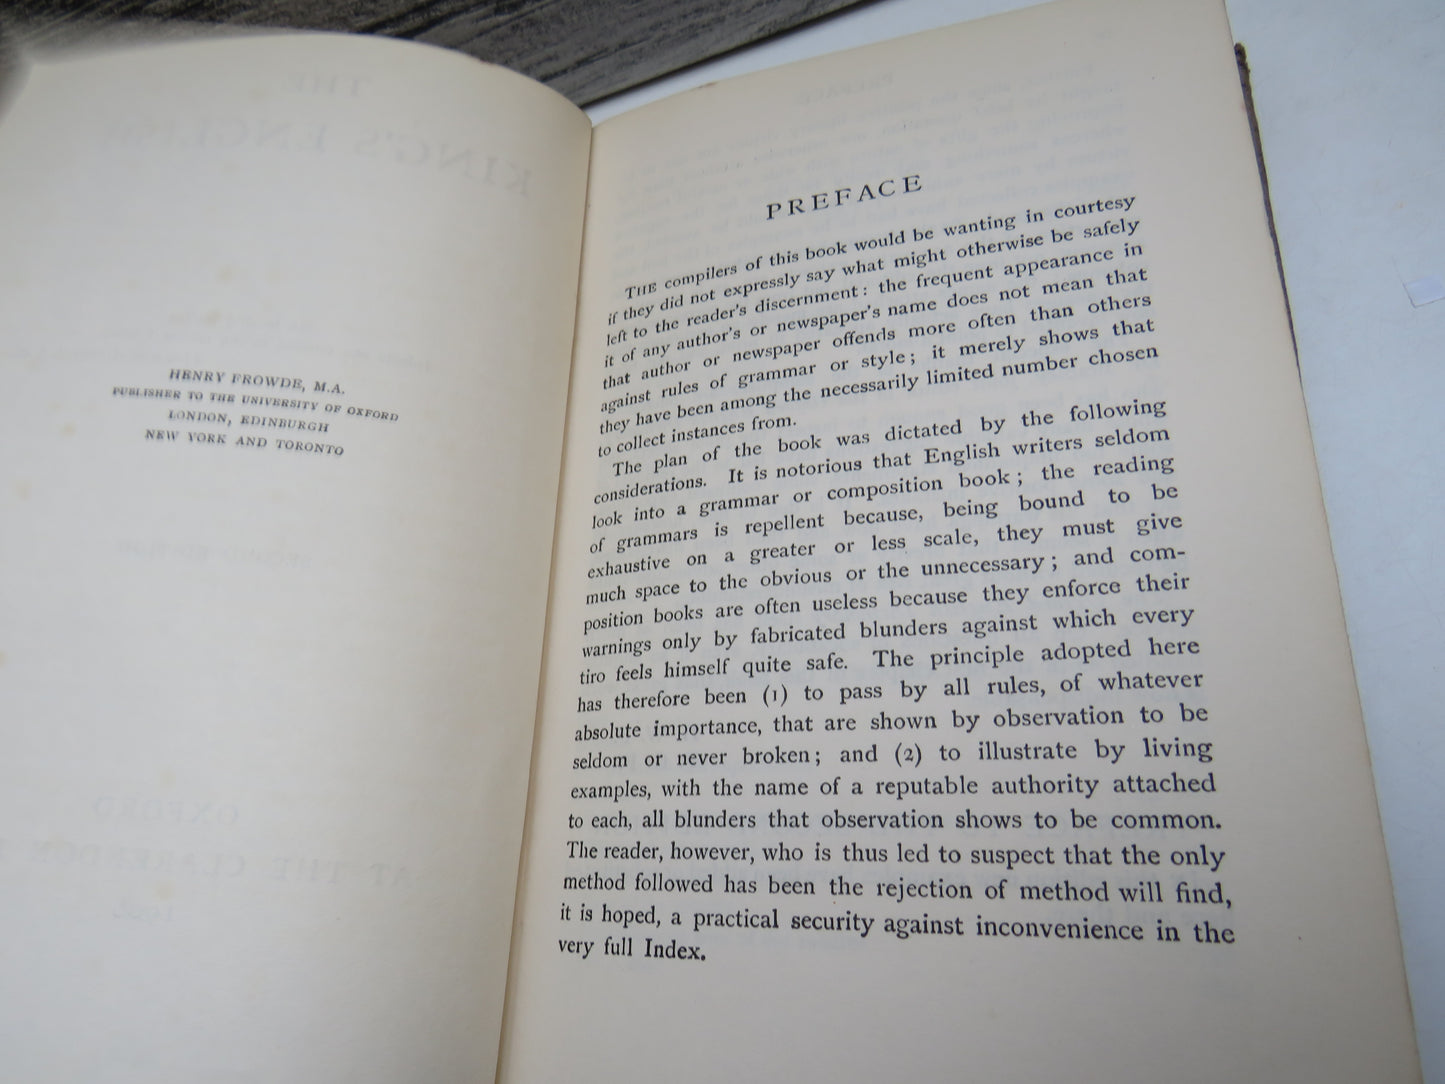 HENRY FROWDE, M.A.
PUBLISHER TO THE UNIVERSITY OF OXFORD
LONDON, EDINBURGH
NEW YORK AND TORONTO
PREFACE
THE compilers of this book would be wanting in courtesy
if they did not expressly say what might otherwise be safely
left to the reader's discernment: the frequent appearance in
it of any author's or newspaper's name does not mean that
that author or newspaper offends more often than others
against rules of grammar or style; it merely shows that
they have been among the necessarily limited number chosen
to collect instances from.
The plan of the book was dictated by the following
considerations. It is notorious that English writers seldom
look into a grammar or composition book; the reading
of grammars is repellent because, being bound to be
exhaustive on a greater or less scale, they must give
much space to the obvious or the unnecessary; and com-
position books are often useless because they enforce their
warnings only by fabricated blunders against which every
tiro feels himself quite safe. The principle adopted here
has therefore been (1) to pass by all rules, of whatever
absolute importance, that are shown by observation to be
seldom or never broken; and (2) to illustrate by living
examples, with the name of a reputable authority attached
to each, all blunders that observation shows to be common.
The reader, however, who is thus led to suspect that the only
method followed has been the rejection of method will find,
it is hoped, a practical security against inconvenience in the
very full Index.